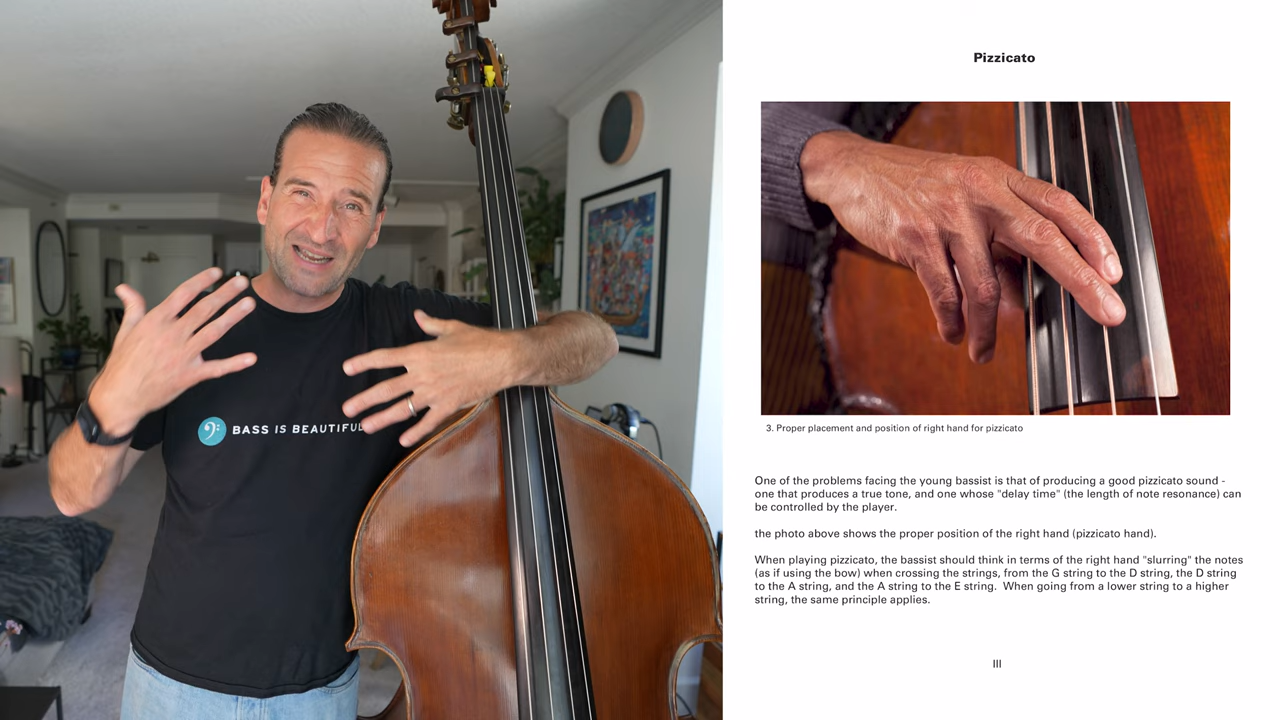 BASS IS BEAUTIFUL
Pizzicato
3. Proper placement and position of right hand for pizzicato
One of the problems facing the young bassist is that of producing a good pizzicato sound -
one that produces a true tone, and one whose "delay time" (the length of note resonance) can
be controlled by the player.
the photo above shows the proper position of the right hand (pizzicato hand).
When playing pizzicato, the bassist should think in terms of the right hand "slurring" the notes
(as if using the bow) when crossing the strings, from the G string to the D string, the D string
to the A string, and the A string to the E string.  When going from a lower string to a higher
string, the same principle applies.
III